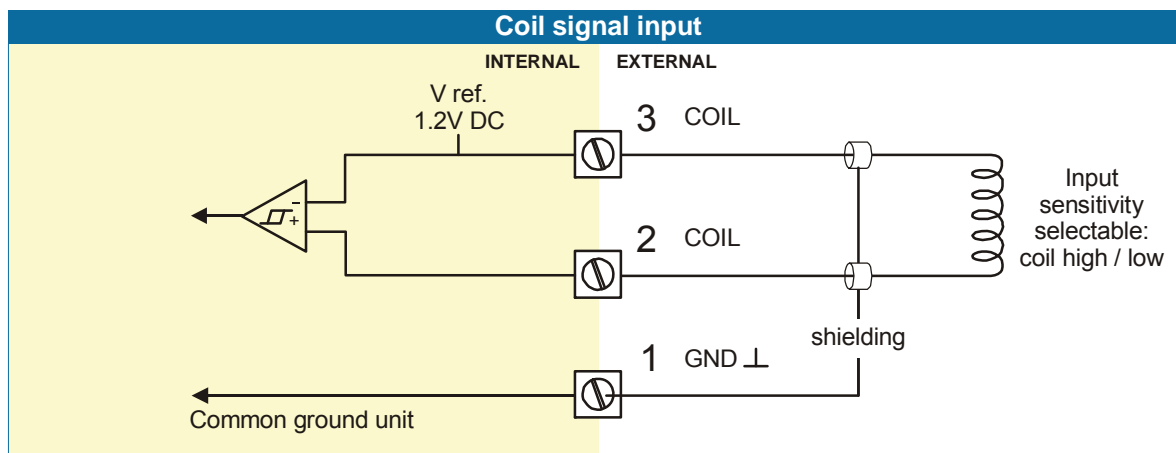 Coil signal input
INTERNAL EXTERNAL
V ref.
1.2V DC
3 COIL
-
+
2 COIL
Input
sensitivity
selectable:
coil high / low
shielding
1 GND ⊥
Common ground unit